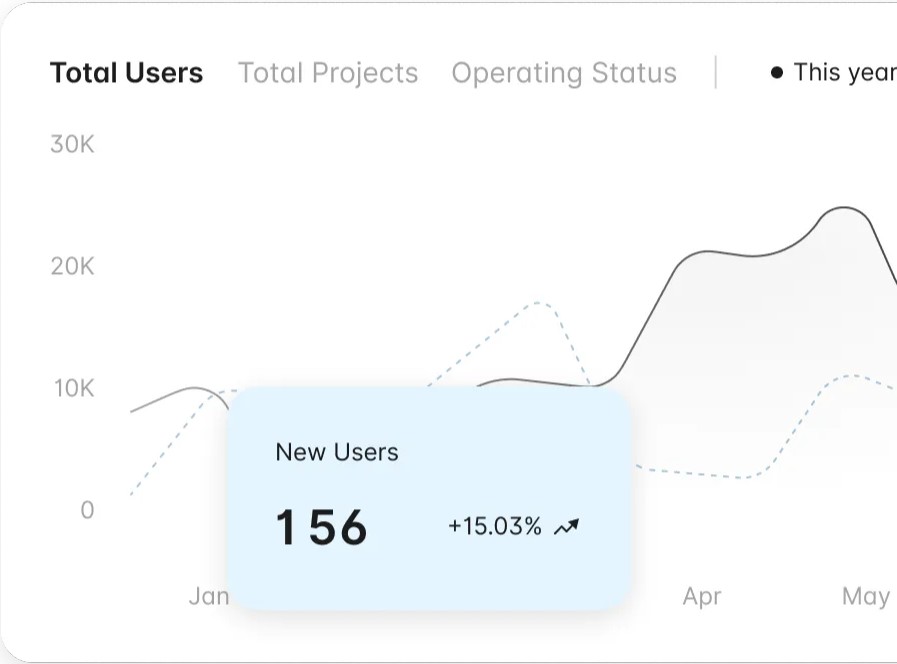 Total Users Total Projects Operating Status This year
30K
20K
10K
0
New Users
156 +15.03%
Jan Apr May